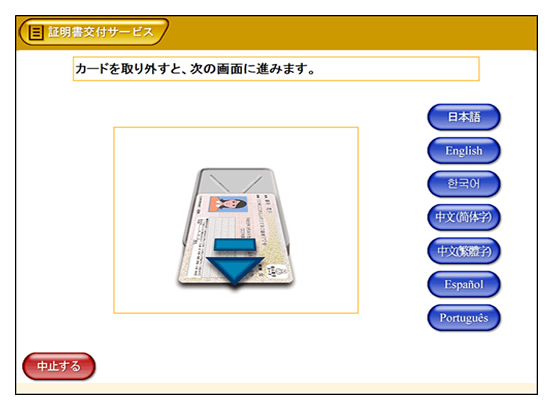 証明書交付サービス
カードを取り外すと、次の画面に進みます。
日本語
English
한국어
中文(简体字)
中文(繁體字)
Español
Português
中止する